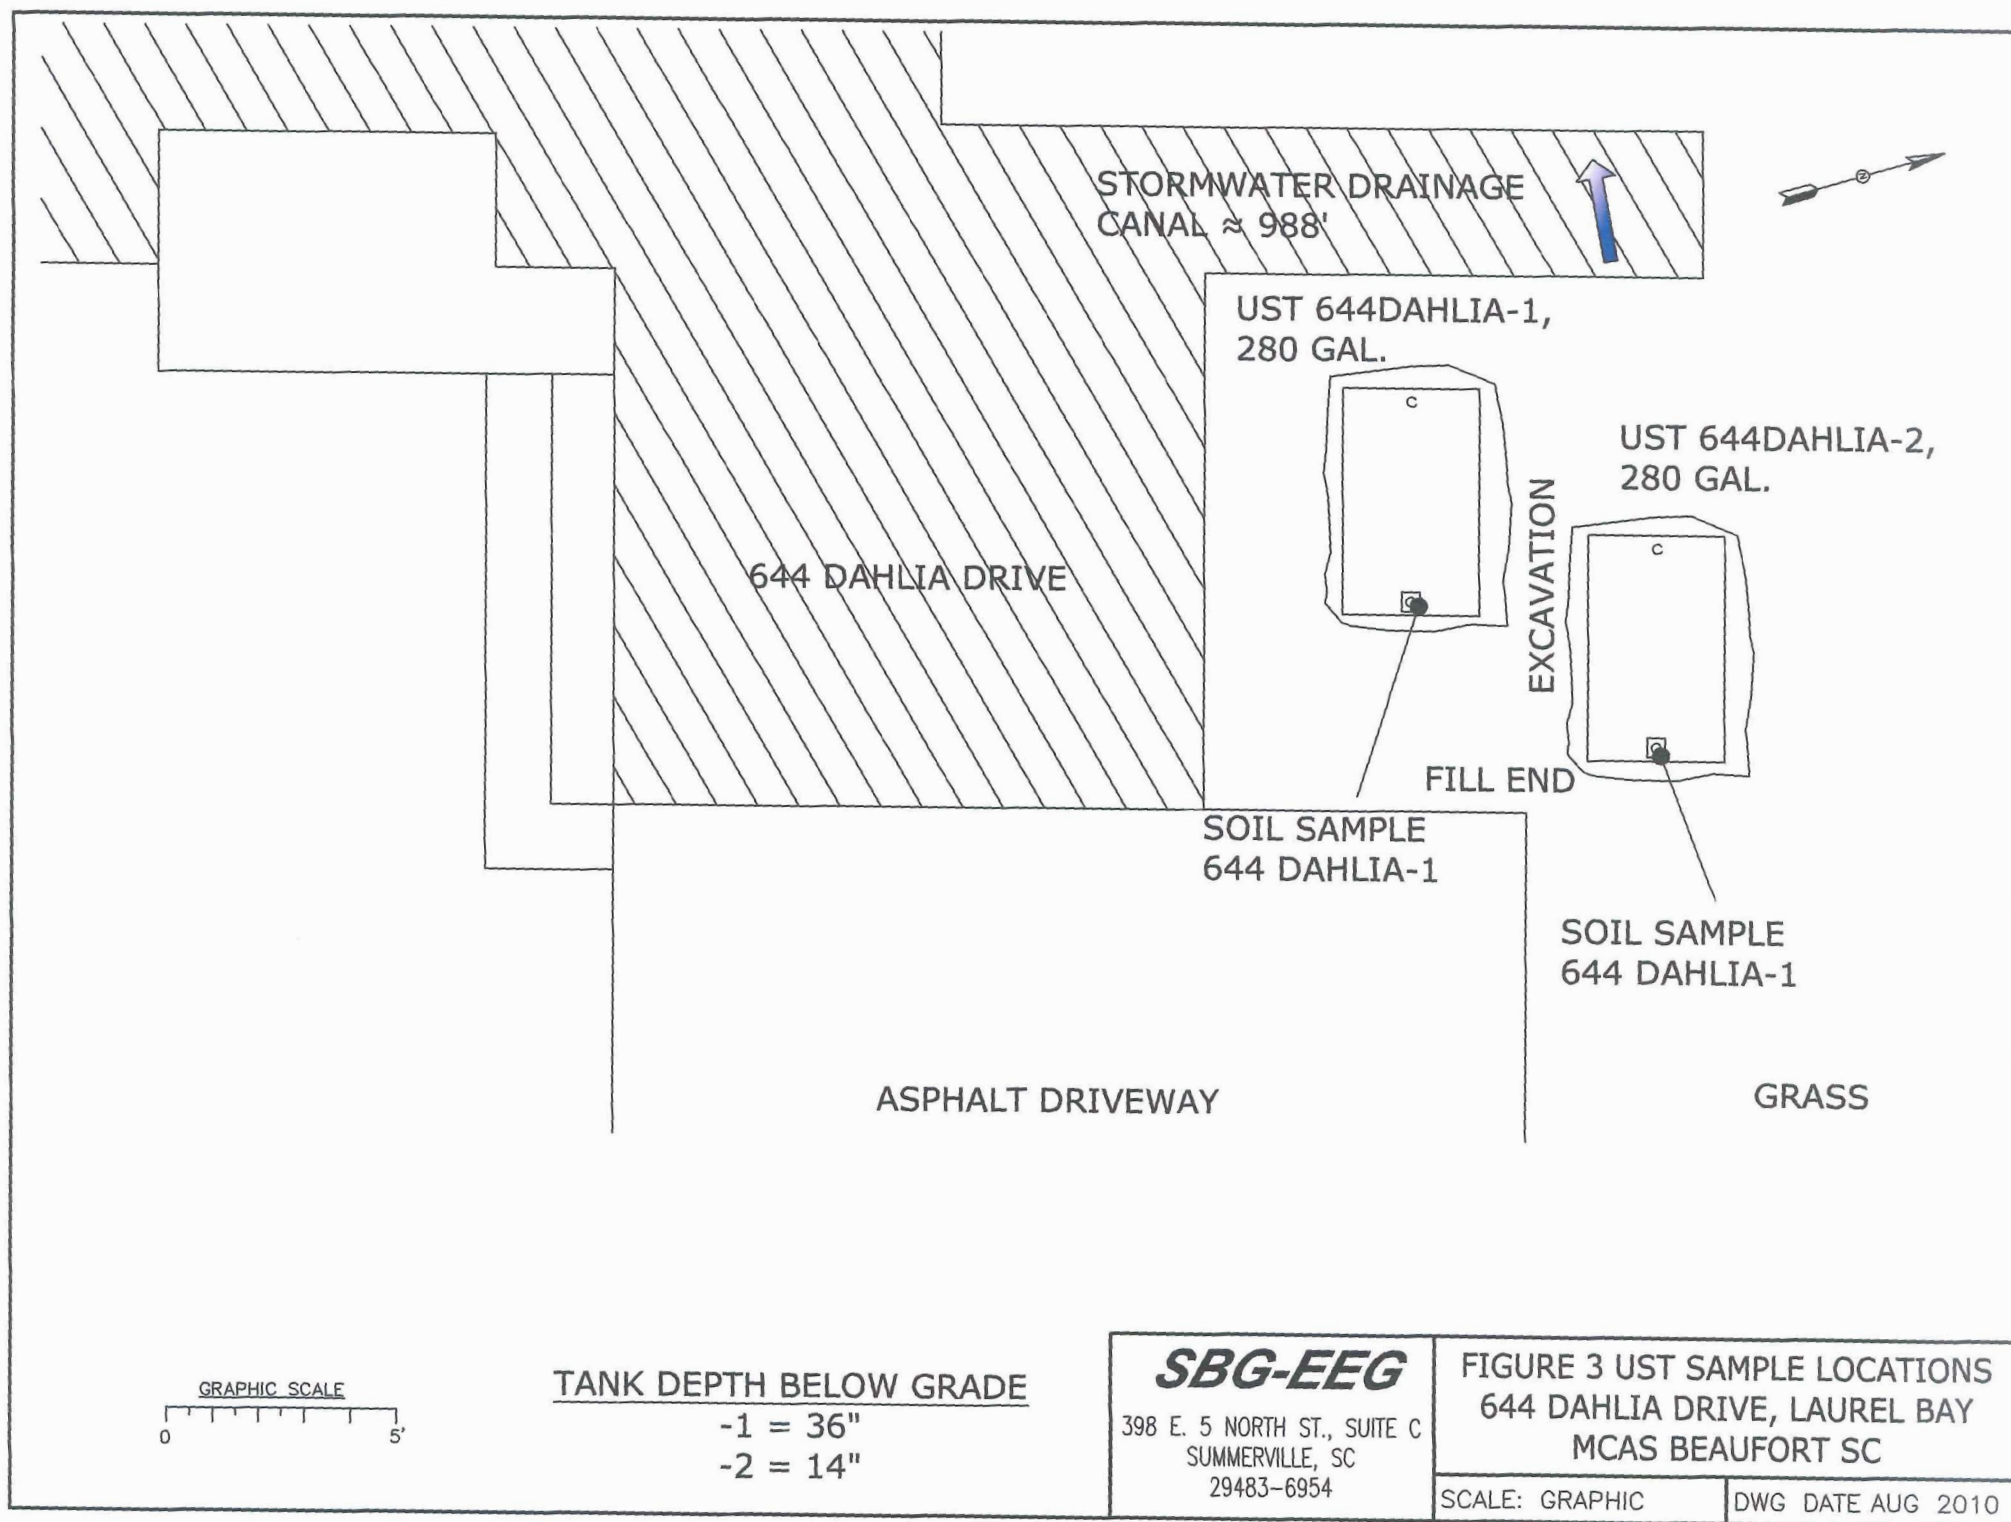 STORMWATER DRAINAGE
CANAL ≈ 988'
UST 644DAHLIA-1,
280 GAL.
C
UST 644DAHLIA-2,
280 GAL.
C
EXCAVATION
644 DAHLIA DRIVE
FILL END
SOIL SAMPLE
644 DAHLIA-1
SOIL SAMPLE
644 DAHLIA-1
ASPHALT DRIVEWAY
GRASS
GRAPHIC SCALE
0 5'
TANK DEPTH BELOW GRADE
-1 = 36"
-2 = 14"
SBG-EEG
398 E. 5 NORTH ST., SUITE C
SUMMERVILLE, SC
29483-6954
FIGURE 3 UST SAMPLE LOCATIONS
644 DAHLIA DRIVE, LAUREL BAY
MCAS BEAUFORT SC
SCALE: GRAPHIC
DWG DATE AUG 2010